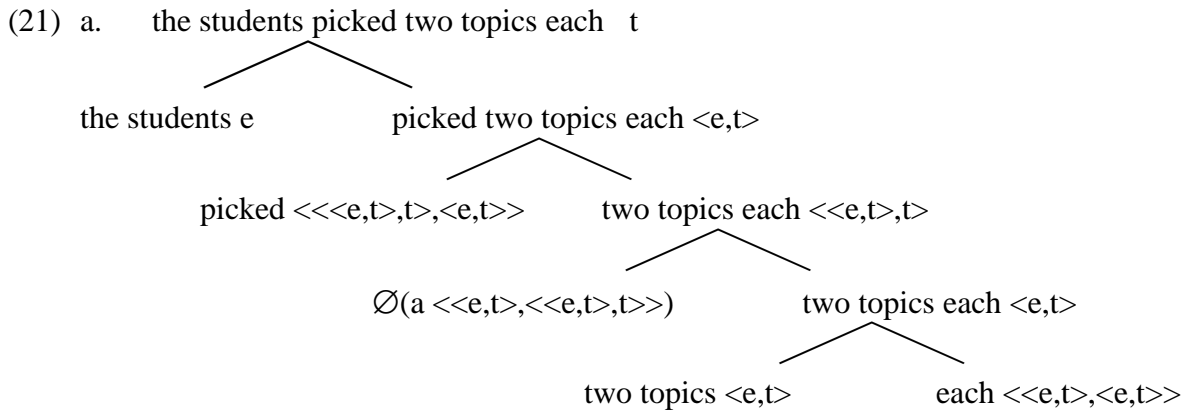 (21) a. the students picked two topics each t
the students e picked two topics each <e,t>
picked <<<e,t>,t>,<e,t>> two topics each <<e,t>,t>
∅(a <<e,t>,<<e,t>,t>>) two topics each <e,t>
two topics <e,t> each <<e,t>,<e,t>>